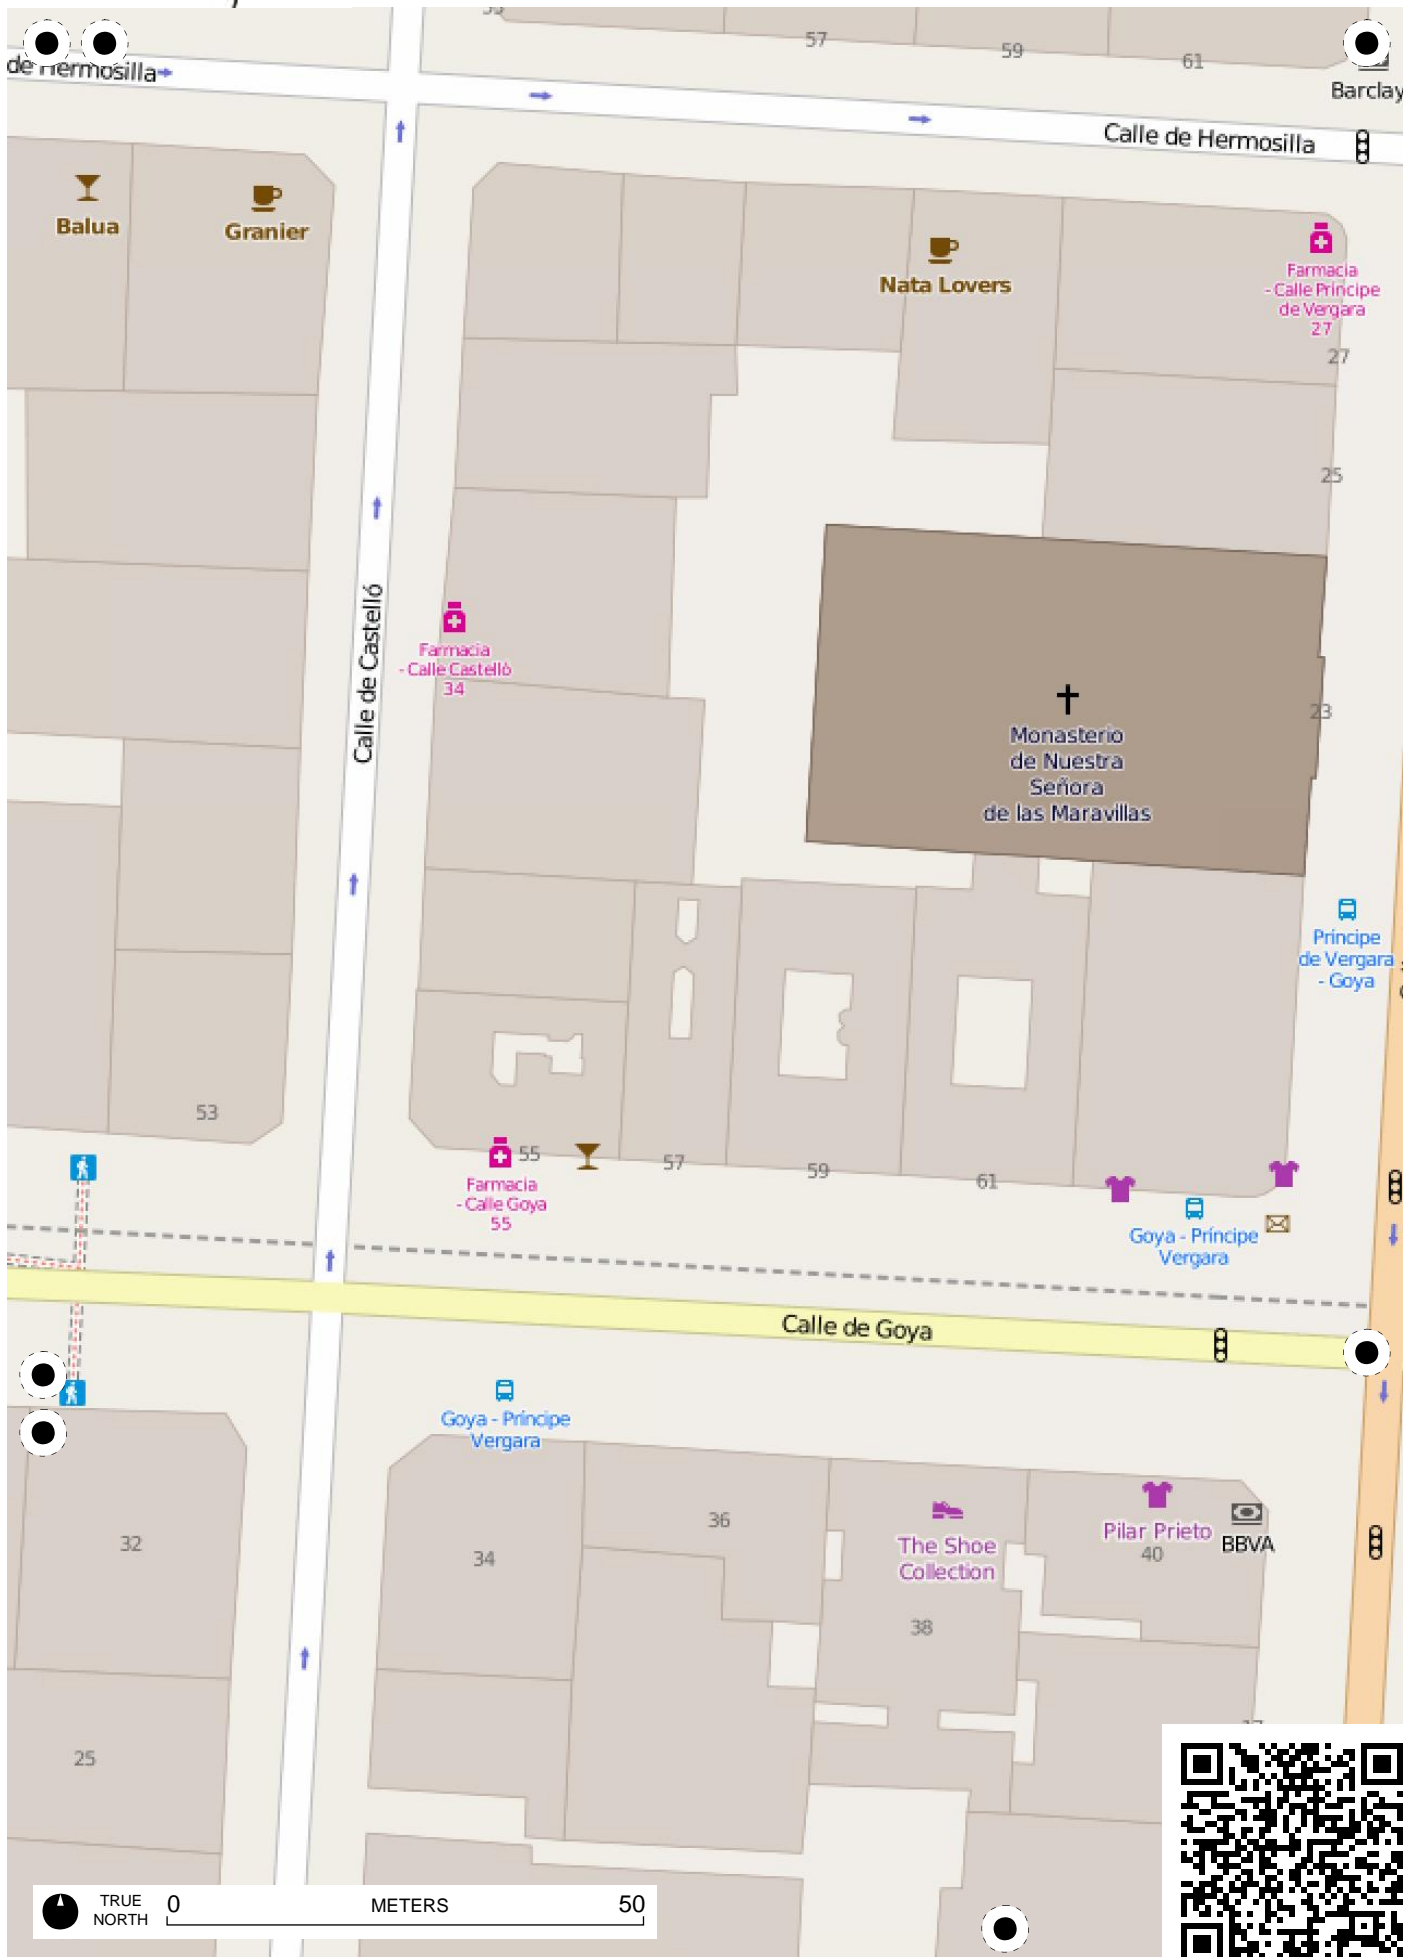 57
59
61
de Hermosilla
Barclay
Calle de Hermosilla
Balua
Granier
Nata Lovers
Farmacia
- Calle Príncipe
de Vergara
27
27
25
Calle de Castelló
Farmacia
- Calle Castelló
34
23
Monasterio
de Nuestra
Señora
de las Maravillas
Príncipe
de Vergara
- Goya
53
55
57
59
61
Farmacia
- Calle Goya
55
Goya - Príncipe
Vergara
Calle de Goya
Goya - Príncipe
Vergara
32
34
36
The Shoe
Collection
Pilar Prieto
40
BBVA
38
25
TRUE
NORTH
0 METERS 50